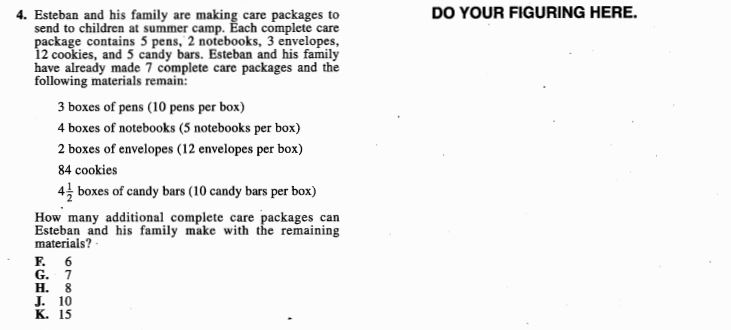 4. Esteban and his family are making care packages to
send to children at summer camp. Each complete care
package contains 5 pens, 2 notebooks, 3 envelopes,
12 cookies, and 5 candy bars. Esteban and his family
have already made 7 complete care packages and the
following materials remain:
3 boxes of pens (10 pens per box)
4 boxes of notebooks (5 notebooks per box)
2 boxes of envelopes (12 envelopes per box)
84 cookies
4 1/2 boxes of candy bars (10 candy bars per box)
How many additional complete care packages can
Esteban and his family make with the remaining
materials?
F. 6
G. 7
H. 8
J. 10
K. 15
DO YOUR FIGURING HERE.